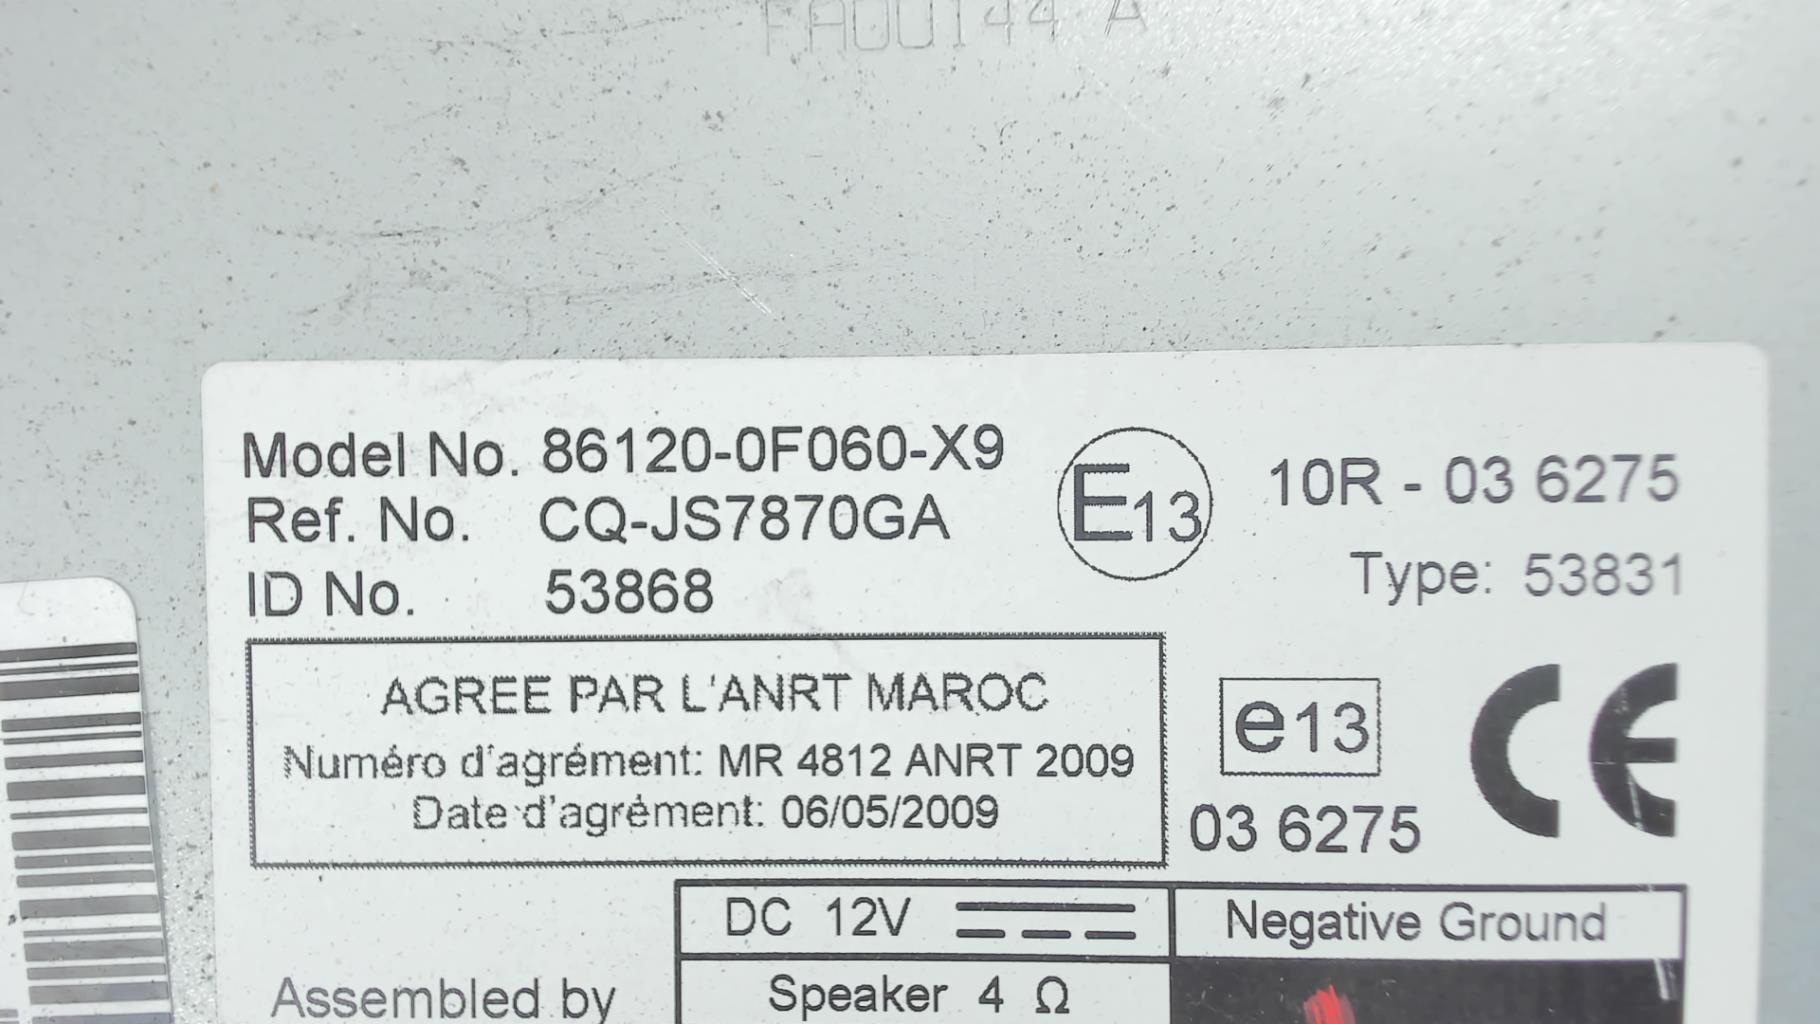 FA00144 A
Model No. 86120-0F060-X9
Ref. No. CQ-JS7870GA
ID No. 53868
E13
10R - 03 6275
Type: 53831
AGREE PAR L'ANRT MAROC
Numéro d'agrément: MR 4812 ANRT 2009
Date d'agrément: 06/05/2009
e13
03 6275
CE
DC 12V
Negative Ground
Assembled by
Speaker 4 Ω